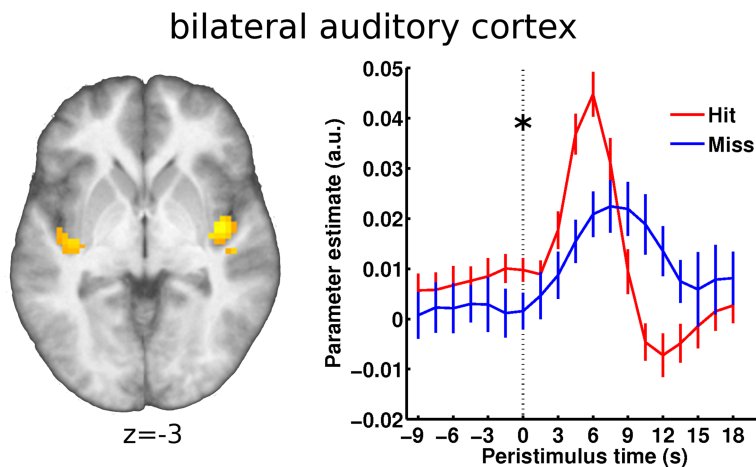 bilateral auditory cortex
z=-3
Parameter estimate (a.u.)
0.05
0.04
0.03
0.02
0.01
0
-0.01
-0.02
*
Hit
Miss
-9 -6 -3 0 3 6 9 12 15 18
Peristimulus time (s)